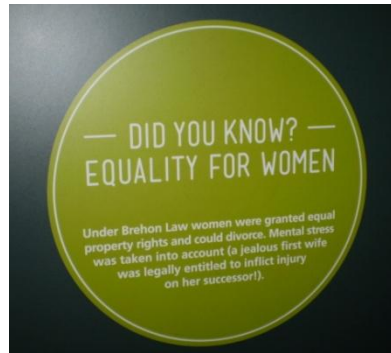 — DID YOU KNOW? —
EQUALITY FOR WOMEN
Under Brehon Law women were granted equal
property rights and could divorce. Mental stress
was taken into account (a jealous first wife
was legally entitled to inflict injury
on her successor!).